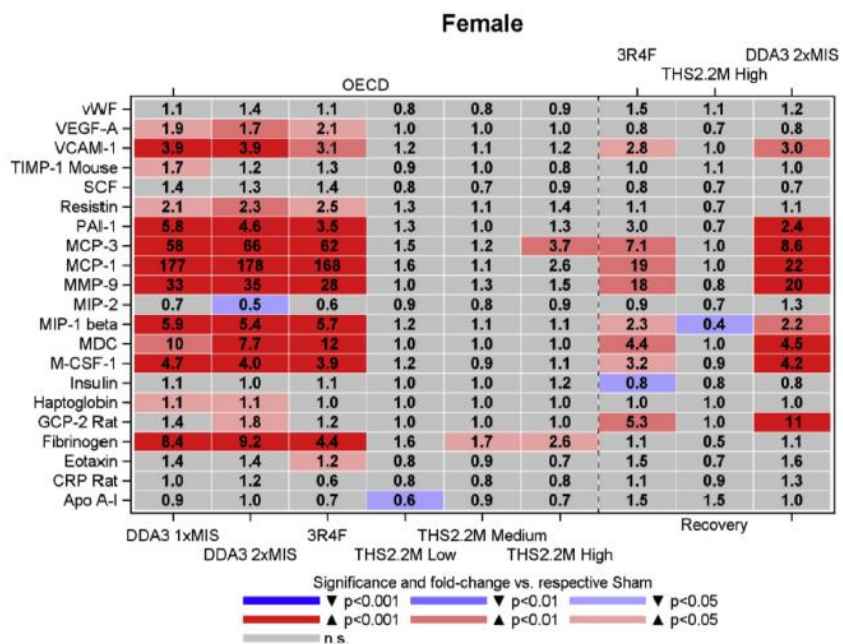 Female
3R4F DDA3 2xMIS
OECD THS2.2M High
vWF 1.1 1.4 1.1 0.8 0.8 0.9 1.5 1.1 1.2
VEGF-A 1.9 1.7 2.1 1.0 1.0 1.0 0.8 0.7 0.8
VCAM-1 3.9 3.9 3.1 1.2 1.1 1.2 2.8 1.0 3.0
TIMP-1 Mouse 1.7 1.2 1.3 0.9 1.0 0.8 1.0 1.1 1.0
SCF 1.4 1.3 1.4 0.8 0.7 0.9 0.8 0.7 0.7
Resistin 2.1 2.3 2.5 1.3 1.1 1.4 1.1 0.7 1.1
PAI-1 5.8 4.6 3.5 1.3 1.0 1.3 3.0 0.7 2.4
MCP-3 58 66 62 1.5 1.2 3.7 7.1 1.0 8.6
MCP-1 177 178 168 1.6 1.1 2.6 19 1.0 22
MMP-9 33 35 28 1.0 1.3 1.5 18 0.8 20
MIP-2 0.7 0.5 0.6 0.9 0.8 0.9 0.9 0.7 1.3
MIP-1 beta 5.9 5.4 5.7 1.2 1.1 1.1 2.3 0.4 2.2
MDC 10 7.7 12 1.0 1.0 1.0 4.4 1.0 4.5
M-CSF-1 4.7 4.0 3.9 1.2 0.9 1.1 3.2 0.9 4.2
Insulin 1.1 1.0 1.1 1.0 1.0 1.2 0.8 0.8 0.8
Haptoglobin 1.1 1.1 1.0 1.0 1.0 1.0 1.0 1.0 1.0
GCP-2 Rat 1.4 1.8 1.2 1.0 1.0 1.0 5.3 1.0 11
Fibrinogen 8.4 9.2 4.4 1.6 1.7 2.6 1.1 0.5 1.1
Eotaxin 1.4 1.4 1.2 0.8 0.9 0.7 1.5 0.7 1.6
CRP Rat 1.0 1.2 0.6 0.8 0.8 0.8 1.1 0.9 1.3
Apo A-I 0.9 1.0 0.7 0.6 0.9 0.7 1.5 1.5 1.0
DDA3 1xMIS 3R4F THS2.2M Medium Recovery
DDA3 2xMIS THS2.2M Low THS2.2M High
Significance and fold-change vs. respective Sham
▼ p<0.001 ▼ p<0.01 ▼ p<0.05
▲ p<0.001 ▲ p<0.01 ▲ p<0.05
n.s.